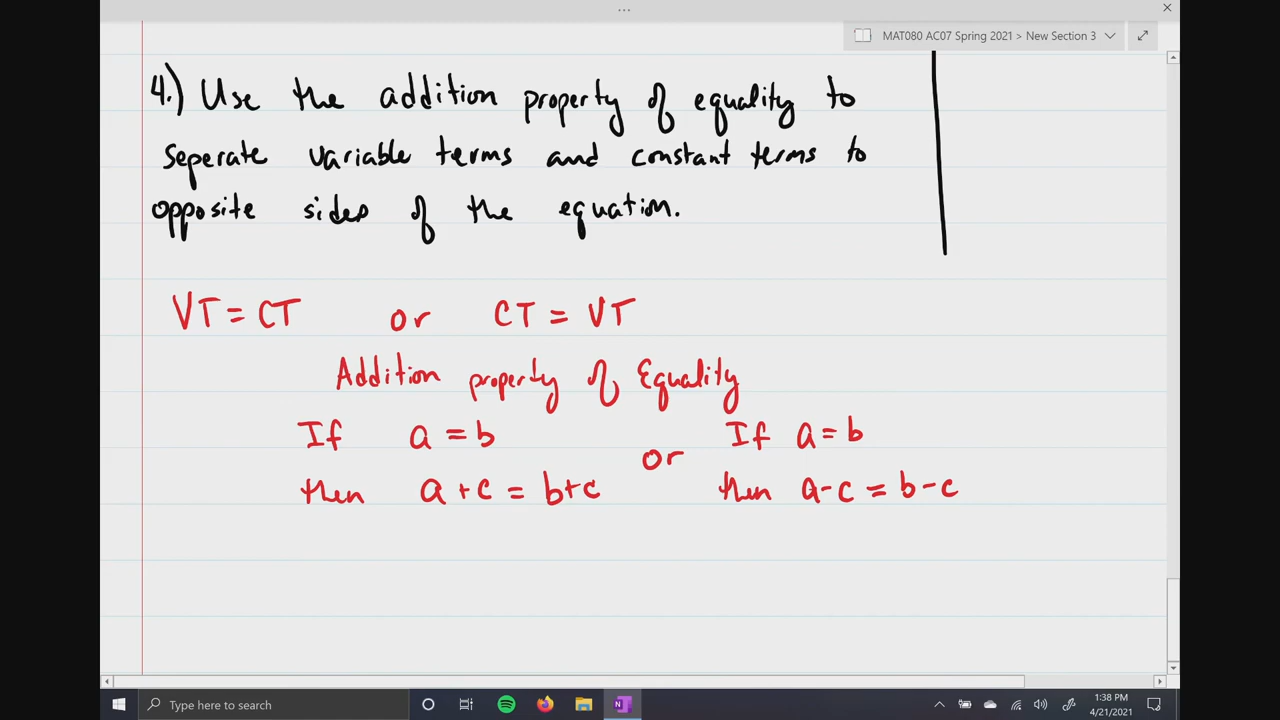 ...
MAT080 AC07 Spring 2021 > New Section 3
4.) Use the addition property of equality to
seperate variable terms and constant terms to
opposite sides of the equation.
VT = CT or CT = VT
Addition property of Equality
If a = b or If a = b
then a + c = b + c then a - c = b - c
Type here to search
1:38 PM
4/21/2021